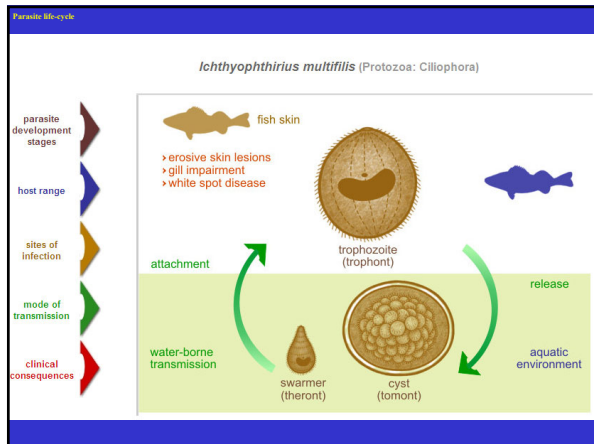 Parasite life-cycle
Ichthyophthirius multifilis (Protozoa: Ciliophora)
parasite
development
stages
host range
sites of
infection
mode of
transmission
clinical
consequences
fish skin
› erosive skin lesions
› gill impairment
› white spot disease
trophozoite
(trophont)
attachment
release
water-borne
transmission
swarmer
(theront)
cyst
(tomont)
aquatic
environment